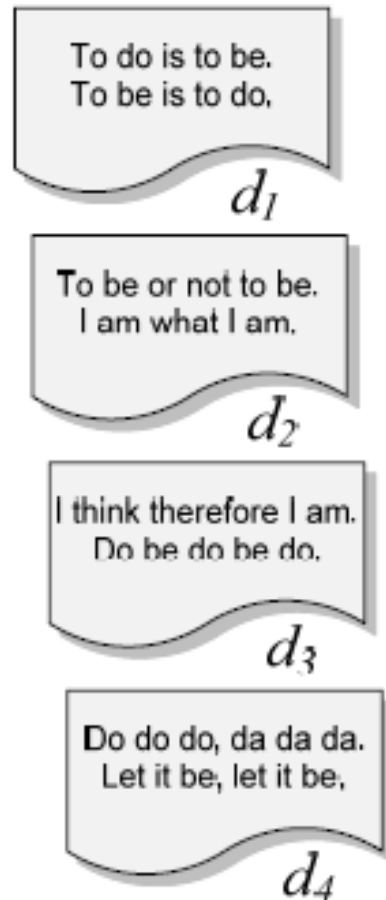 To do is to be.
To be is to do.
d1
To be or not to be.
I am what I am.
d2
I think therefore I am.
Do be do be do.
d3
Do do do, da da da.
Let it be, let it be.
d4